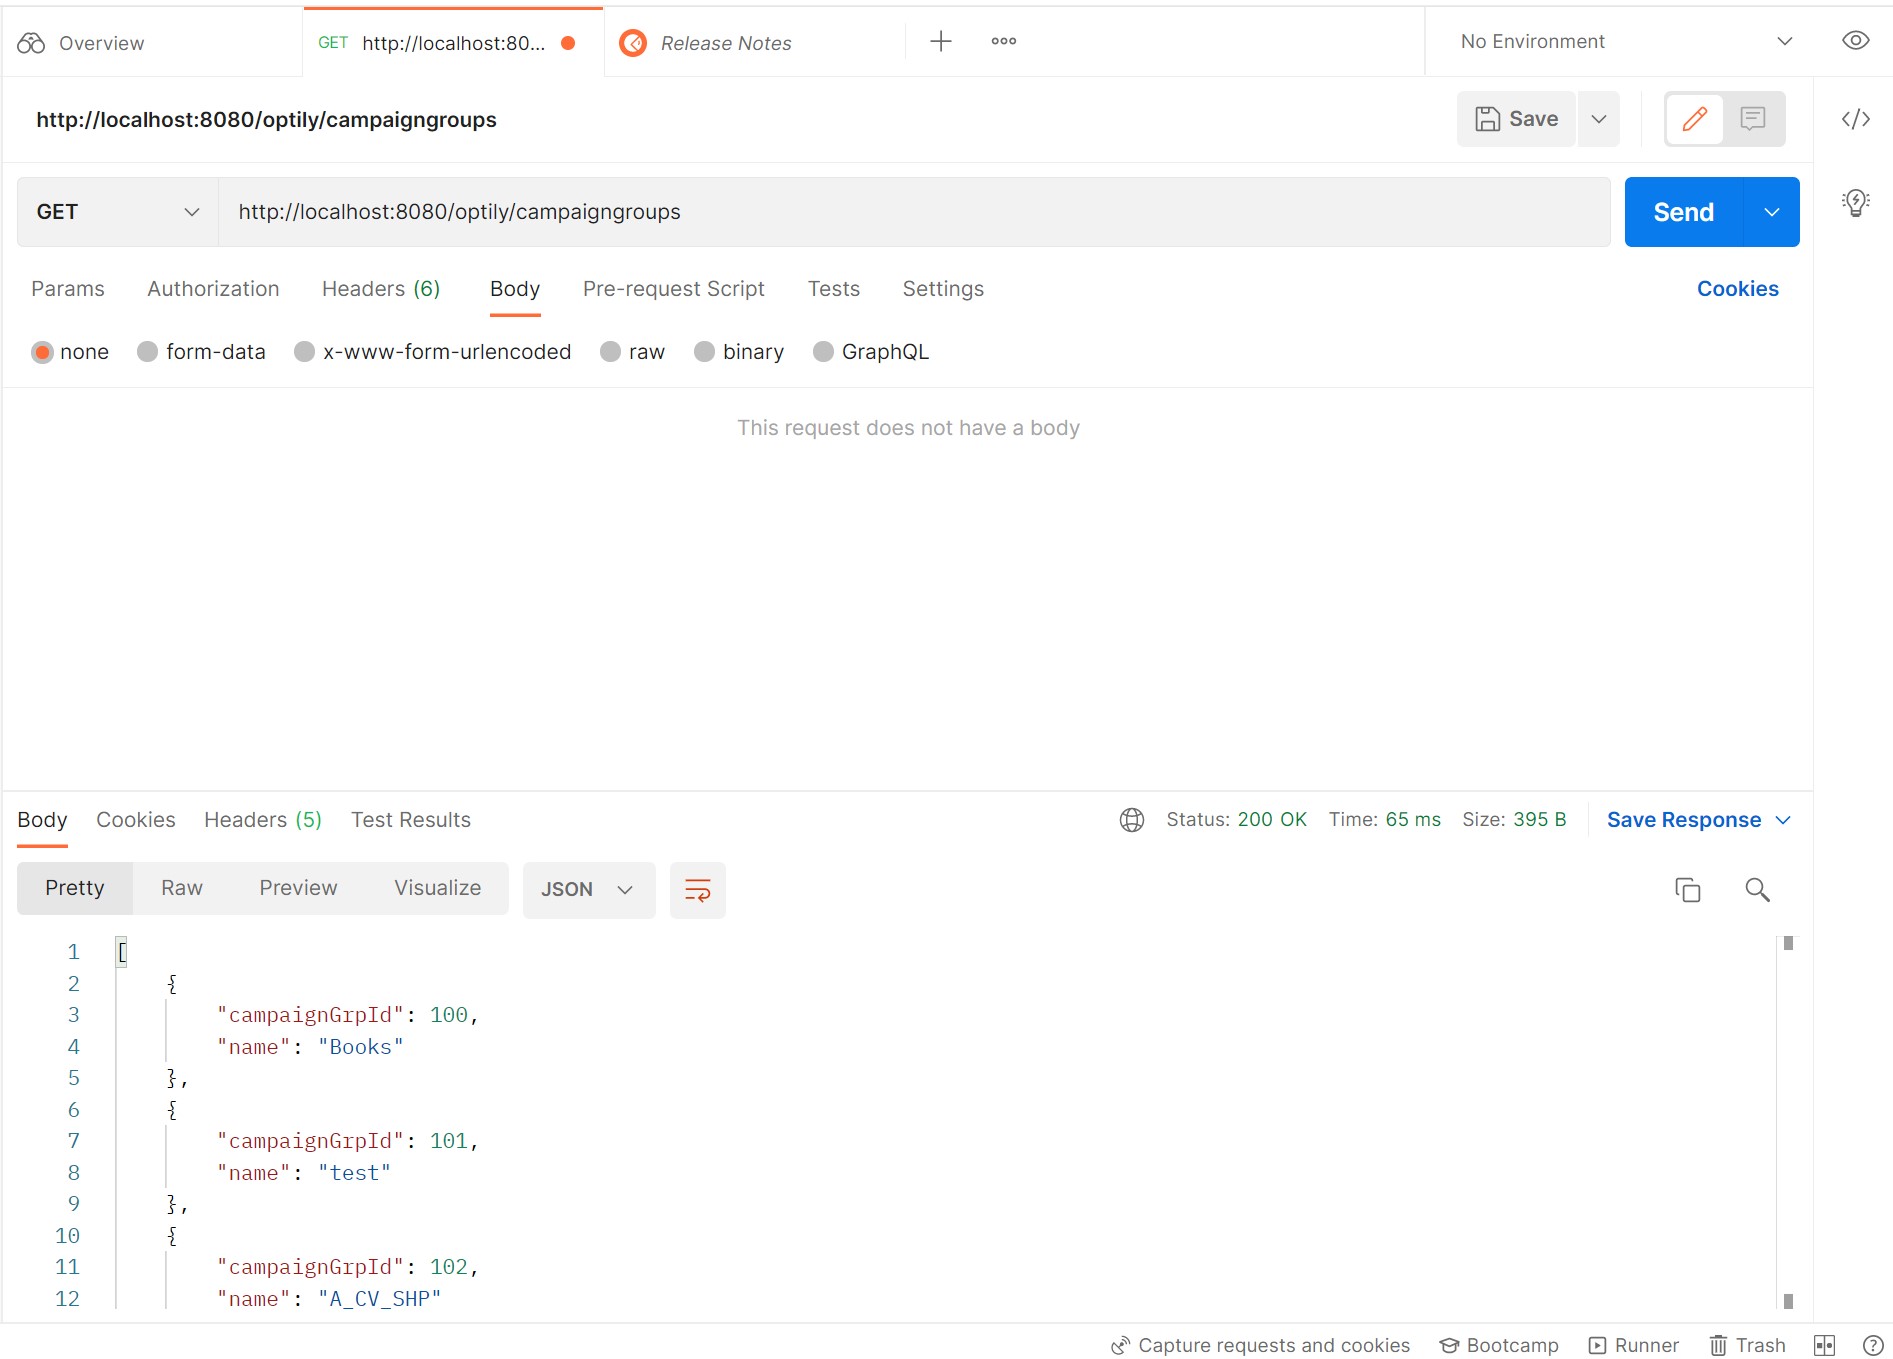 Overview GET http://localhost:80... Release Notes No Environment
http://localhost:8080/optily/campaigngroups Save
GET http://localhost:8080/optily/campaigngroups Send
Params Authorization Headers (6) Body Pre-request Script Tests Settings Cookies
none form-data x-www-form-urlencoded raw binary GraphQL
This request does not have a body
Body Cookies Headers (5) Test Results Status: 200 OK Time: 65 ms Size: 395 B Save Response
Pretty Raw Preview Visualize JSON
1 [
2 {
3 "campaignGrpId": 100,
4 "name": "Books"
5 },
6 {
7 "campaignGrpId": 101,
8 "name": "test"
9 },
10 {
11 "campaignGrpId": 102,
12 "name": "A_CV_SHP"
Capture requests and cookies Bootcamp Runner Trash